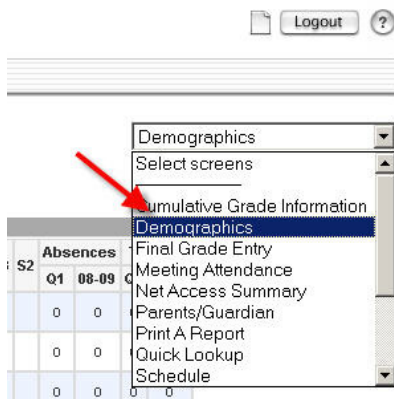 Logout ?
Demographics
Select screens
Cumulative Grade Information
Demographics
Final Grade Entry
Meeting Attendance
Net Access Summary
Parents/Guardian
Print A Report
Quick Lookup
Schedule
S2 Absences
Q1 08-09
0 0
0 0
0 0 0 0